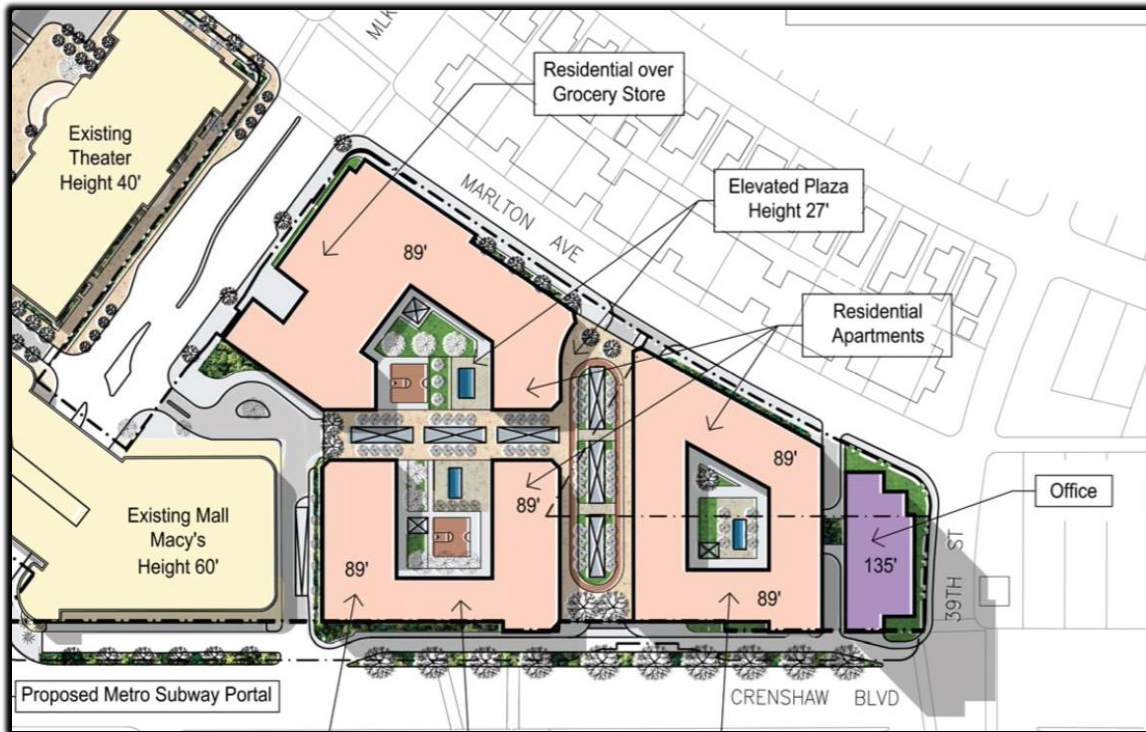 MLK
Residential over
Grocery Store
Existing
Theater
Height 40'
MARLTON AVE
Elevated Plaza
Height 27'
89'
Residential
Apartments
89'
89'
Office
Existing Mall
Macy's
Height 60'
135'
39TH ST
89'
89'
Proposed Metro Subway Portal
CRENSHAW BLVD